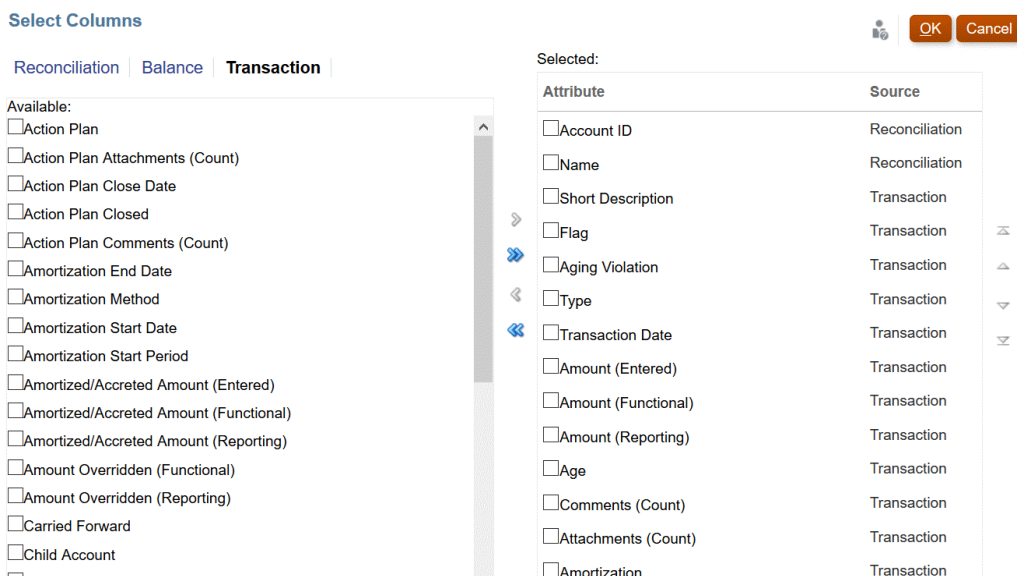 Select Columns
OK
Cancel
Reconciliation
Balance
Transaction
Available:
Action Plan
Action Plan Attachments (Count)
Action Plan Close Date
Action Plan Closed
Action Plan Comments (Count)
Amortization End Date
Amortization Method
Amortization Start Date
Amortization Start Period
Amortized/Accreted Amount (Entered)
Amortized/Accreted Amount (Functional)
Amortized/Accreted Amount (Reporting)
Amount Overridden (Functional)
Amount Overridden (Reporting)
Carried Forward
Child Account
Selected:
Attribute Source
Account ID Reconciliation
Name Reconciliation
Short Description Transaction
Flag Transaction
Aging Violation Transaction
Type Transaction
Transaction Date Transaction
Amount (Entered) Transaction
Amount (Functional) Transaction
Amount (Reporting) Transaction
Age Transaction
Comments (Count) Transaction
Attachments (Count) Transaction
Amortization Transaction